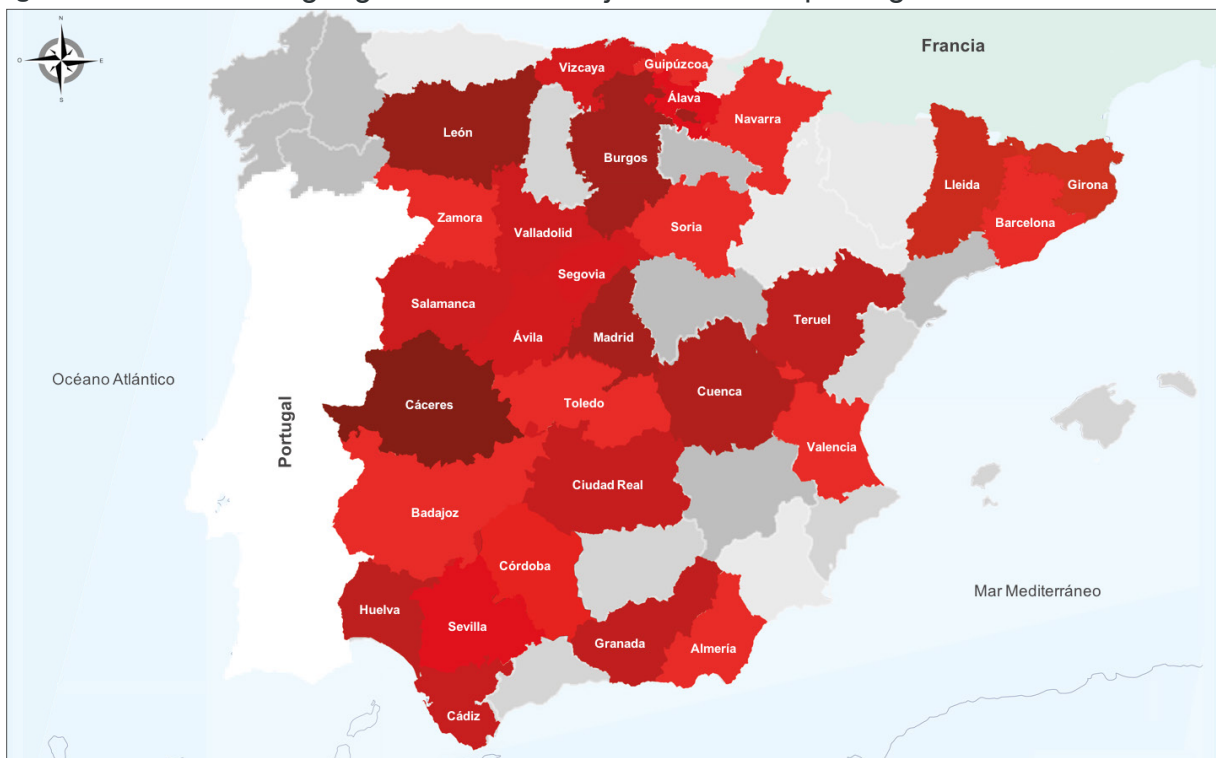 N
O
E
S
Francia
Vizcaya
Guipúzcoa
Álava
León
Navarra
Burgos
Lleida
Girona
Zamora
Barcelona
Soria
Valladolid
Segovia
Salamanca
Teruel
Ávila
Madrid
Océano Atlántico
Cuenca
Cáceres
Toledo
Portugal
Valencia
Ciudad Real
Badajoz
Córdoba
Mar Mediterráneo
Huelva
Sevilla
Granada
Almería
Cádiz